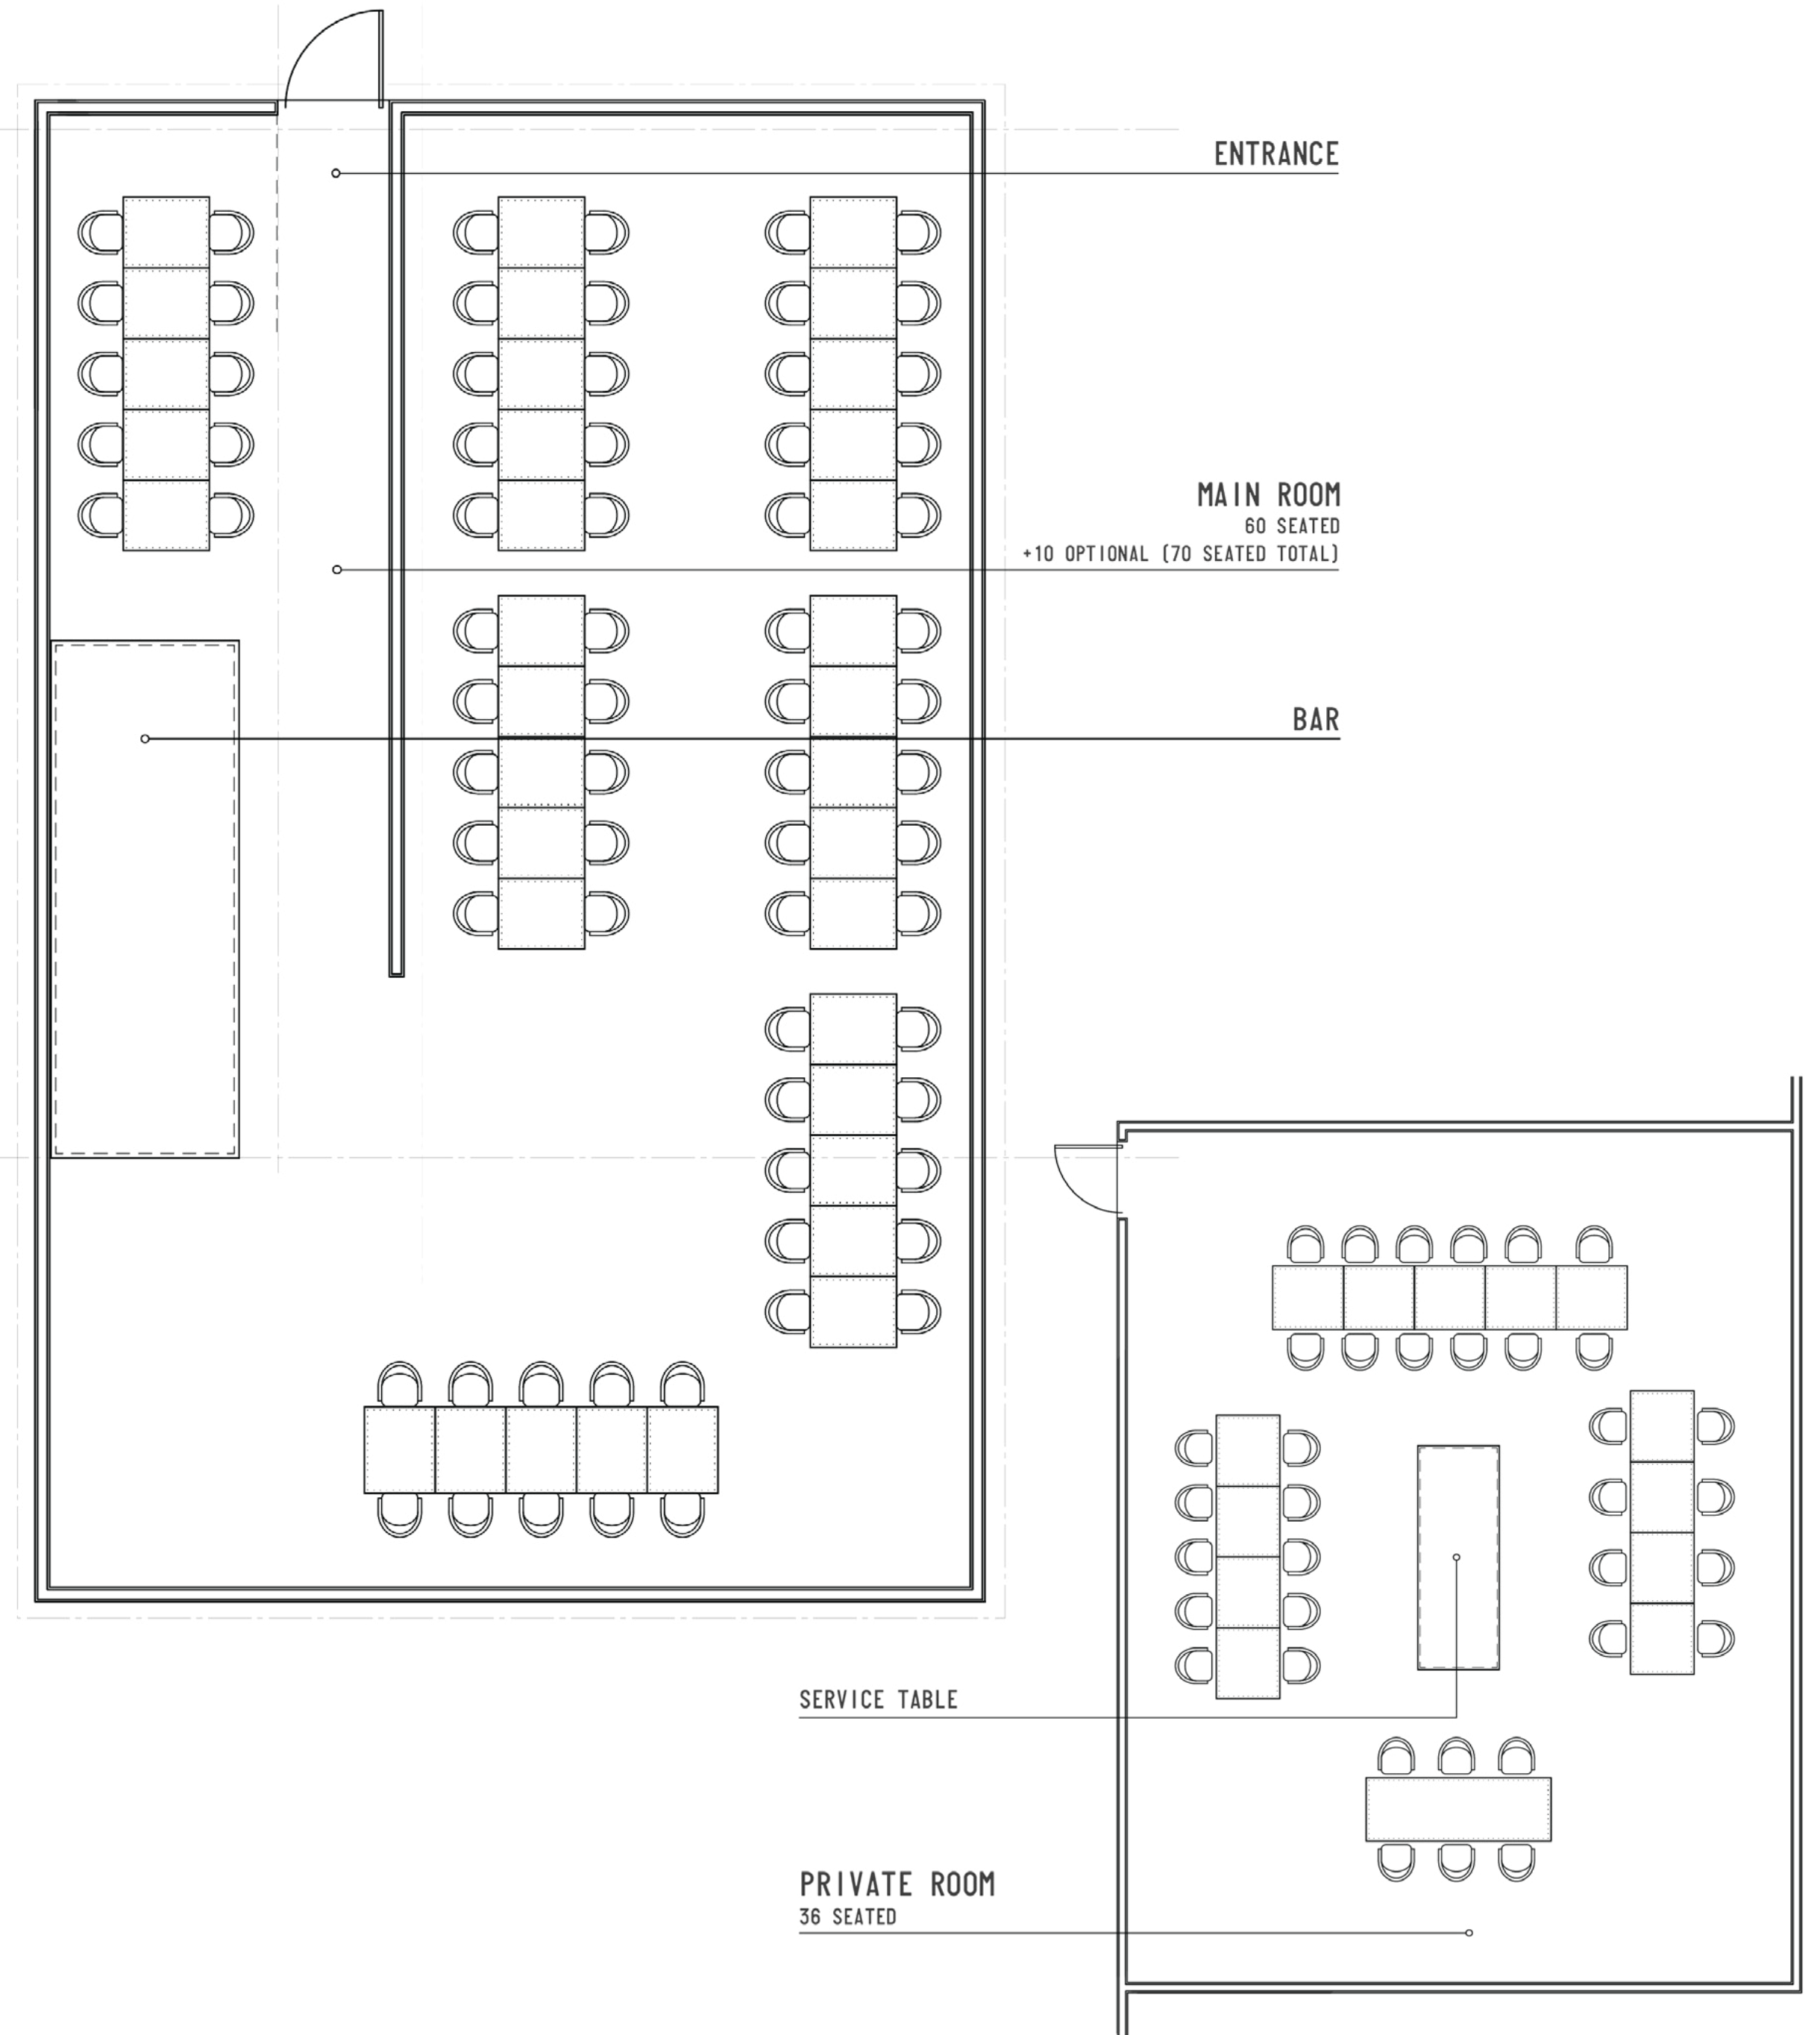 ENTRANCE
MAIN ROOM
60 SEATED
+10 OPTIONAL (70 SEATED TOTAL)
BAR
SERVICE TABLE
PRIVATE ROOM
36 SEATED